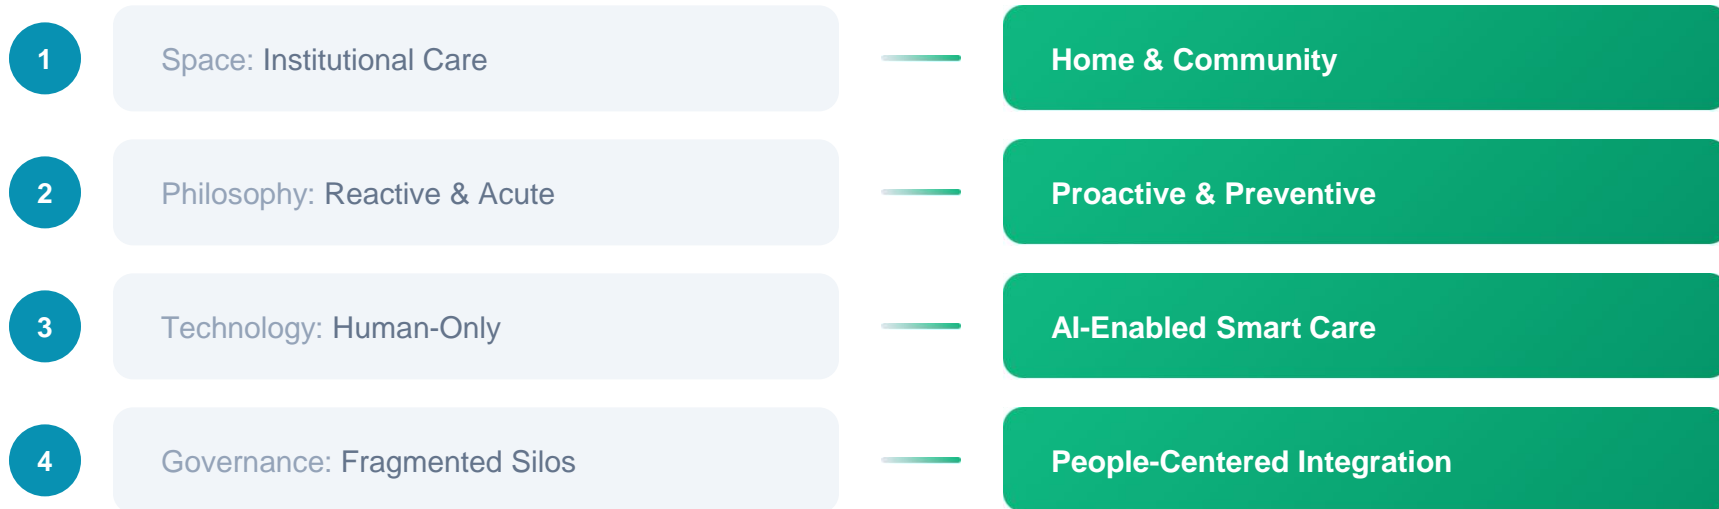 1
Space: Institutional Care
Home & Community
2
Philosophy: Reactive & Acute
Proactive & Preventive
3
Technology: Human-Only
AI-Enabled Smart Care
4
Governance: Fragmented Silos
People-Centered Integration